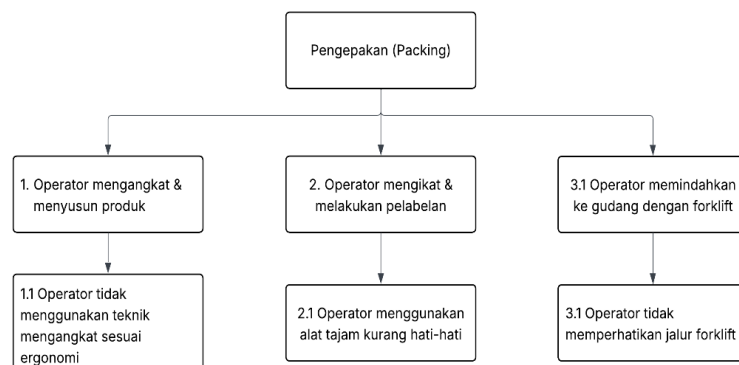 Pengepakan (Packing)
1. Operator mengangkat &
menyusun produk
2. Operator mengikat &
melakukan pelabelan
3.1 Operator memindahkan
ke gudang dengan forklift
1.1 Operator tidak
menggunakan teknik
mengangkat sesuai
ergonomi
2.1 Operator menggunakan
alat tajam kurang hati-hati
3.1 Operator tidak
memperhatikan jalur forklift